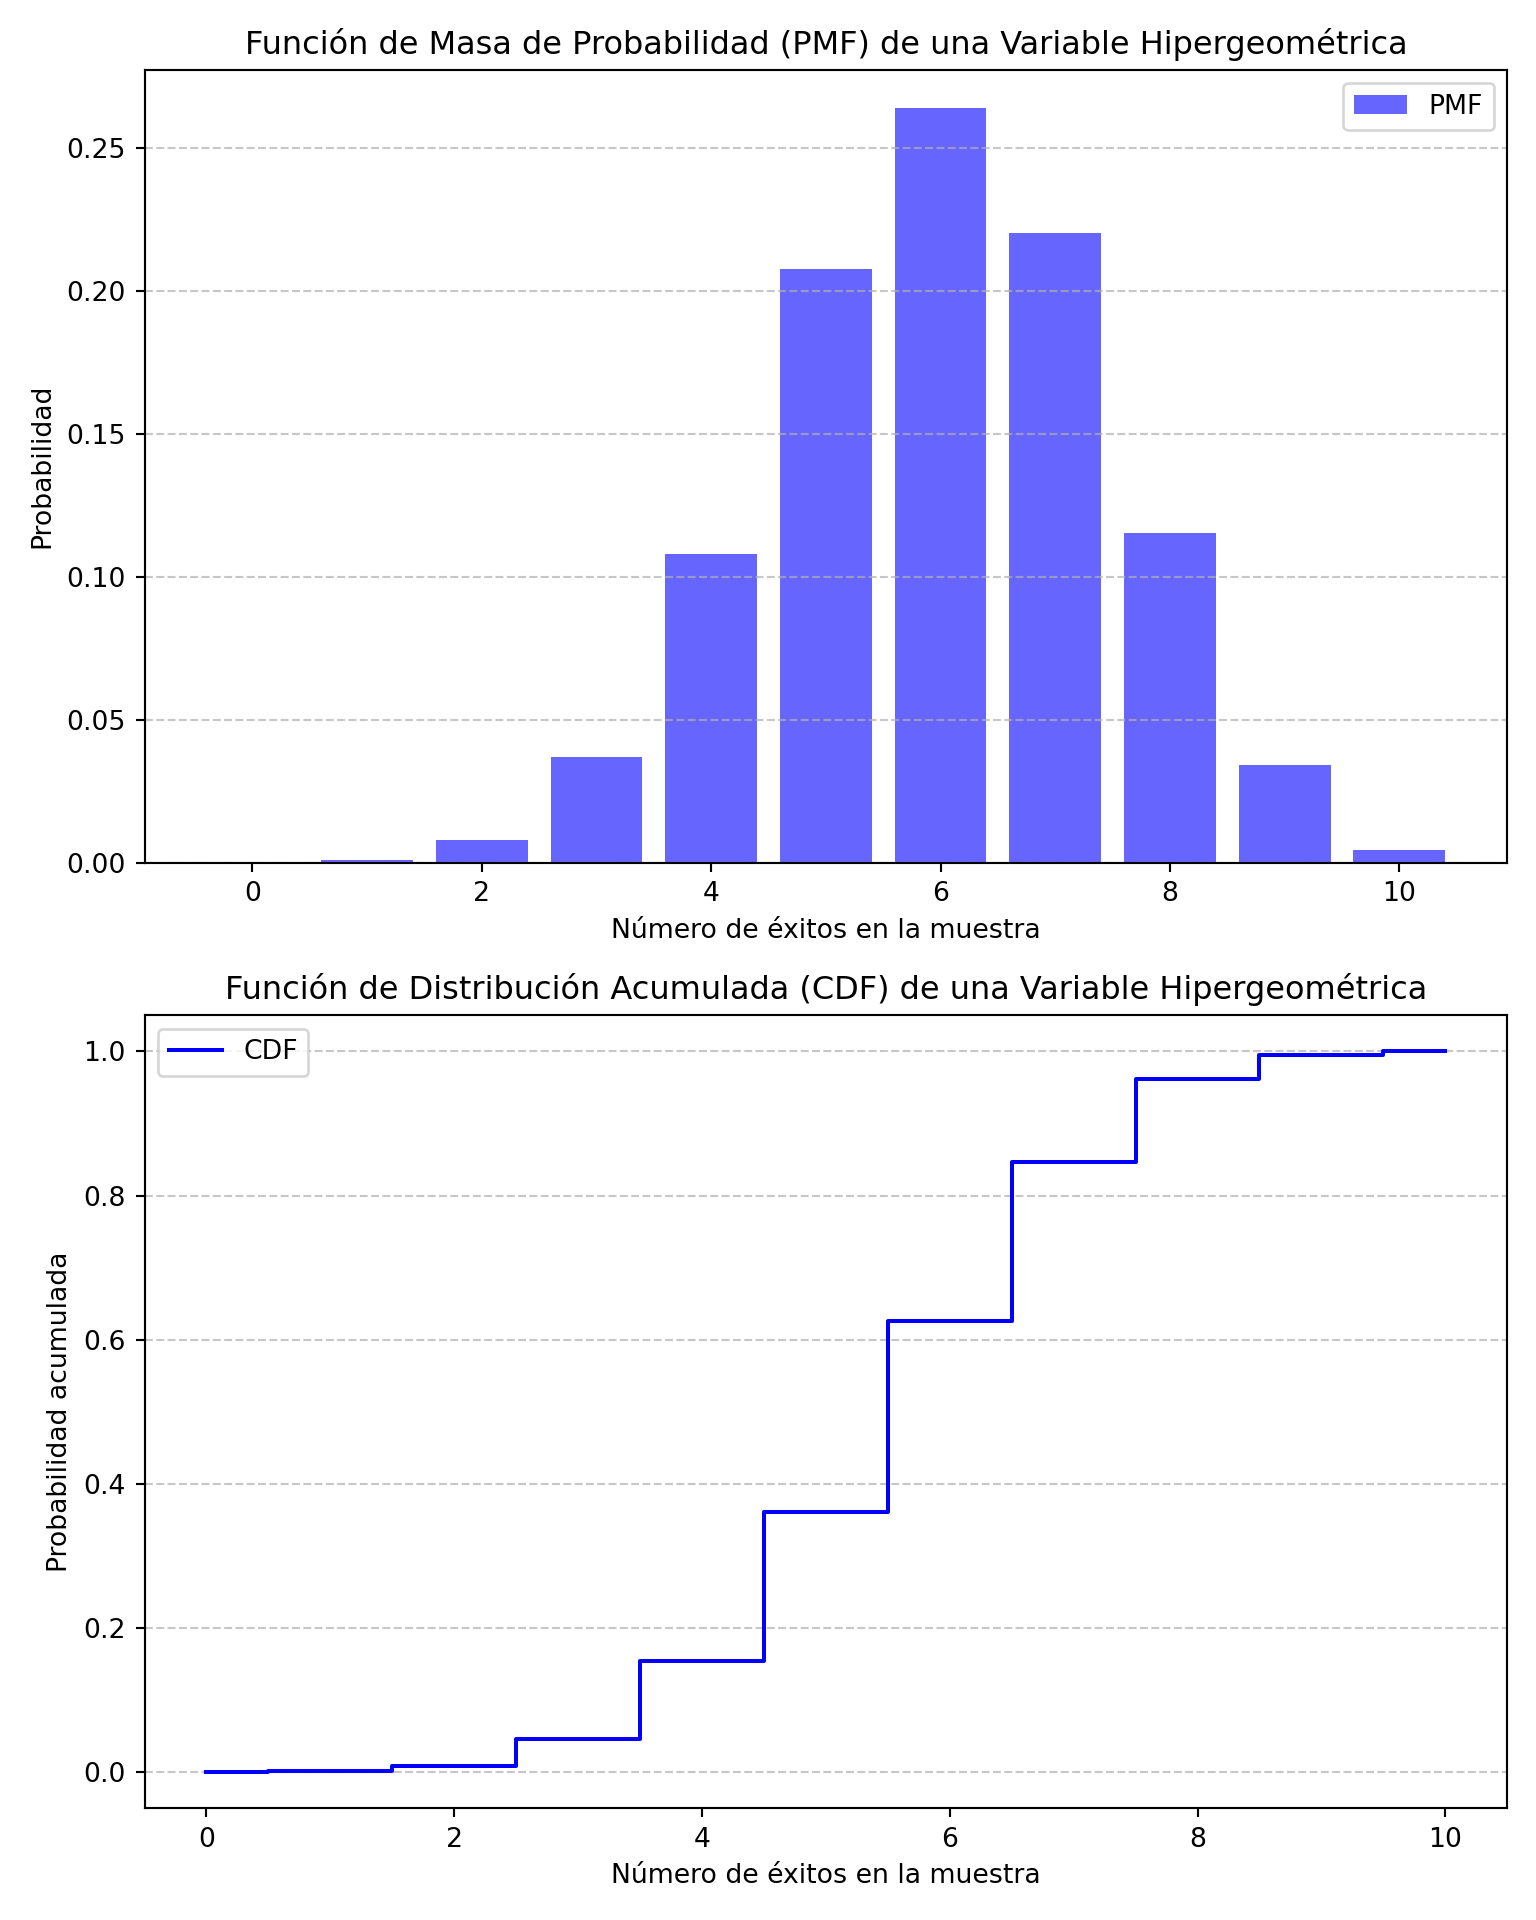 Función de Masa de Probabilidad (PMF) de una Variable Hipergeométrica
PMF
0.25
0.20
0.15
0.10
0.05
0.00
Probabilidad
0 2 4 6 8 10
Número de éxitos en la muestra
Función de Distribución Acumulada (CDF) de una Variable Hipergeométrica
CDF
1.0
0.8
0.6
0.4
0.2
0.0
Probabilidad acumulada
0 2 4 6 8 10
Número de éxitos en la muestra